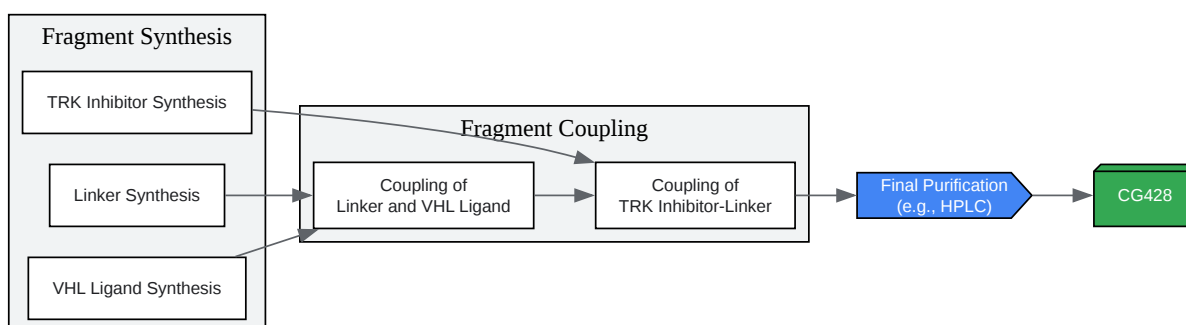 Fragment Synthesis
TRK Inhibitor Synthesis
Linker Synthesis
VHL Ligand Synthesis
Fragment Coupling
Coupling of
Linker and VHL Ligand
Coupling of
TRK Inhibitor-Linker
Final Purification
(e.g., HPLC)
CG428